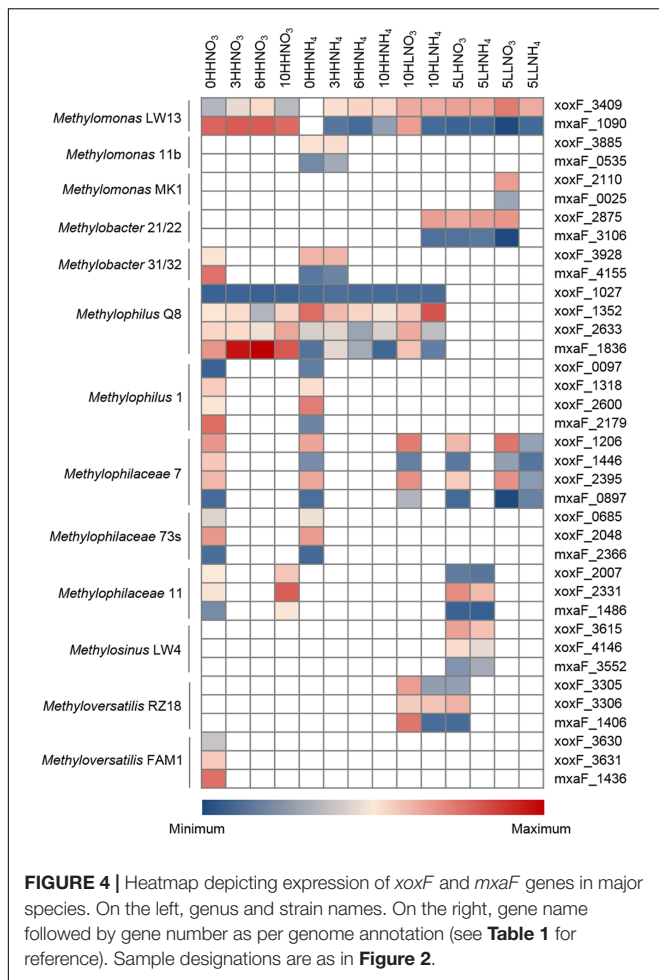 0HHNO3 3HHNO3 6HHNO3 10HHNO3 0HHNH4 3HHNH4 6HHNH4 10HHNH4 10HLNO3 10HLNH4 5LHNO3 5LHNH4 5LLNO3 5LLNH4
Methylomonas LW13
xoxF_3409
mxaF_1090
Methylomonas 11b
xoxF_3885
mxaF_0535
Methylomonas MK1
xoxF_2110
mxaF_0025
Methylobacter 21/22
xoxF_2875
mxaF_3106
Methylobacter 31/32
xoxF_3928
mxaF_4155
Methylophilus Q8
xoxF_1027
xoxF_1352
xoxF_2633
mxaF_1836
Methylophilus 1
xoxF_0097
xoxF_1318
xoxF_2600
mxaF_2179
Methylophilaceae 7
xoxF_1206
xoxF_1446
xoxF_2395
mxaF_0897
Methylophilaceae 73s
xoxF_0685
xoxF_2048
mxaF_2366
Methylophilaceae 11
xoxF_2007
xoxF_2331
mxaF_1486
Methylosinus LW4
xoxF_3615
xoxF_4146
mxaF_3552
Methyloversatilis RZ18
xoxF_3305
xoxF_3306
mxaF_1406
Methyloversatilis FAM1
xoxF_3630
xoxF_3631
mxaF_1436
Minimum Maximum
FIGURE 4 | Heatmap depicting expression of xoxF and mxaF genes in major
species. On the left, genus and strain names. On the right, gene name
followed by gene number as per genome annotation (see Table 1 for
reference). Sample designations are as in Figure 2.